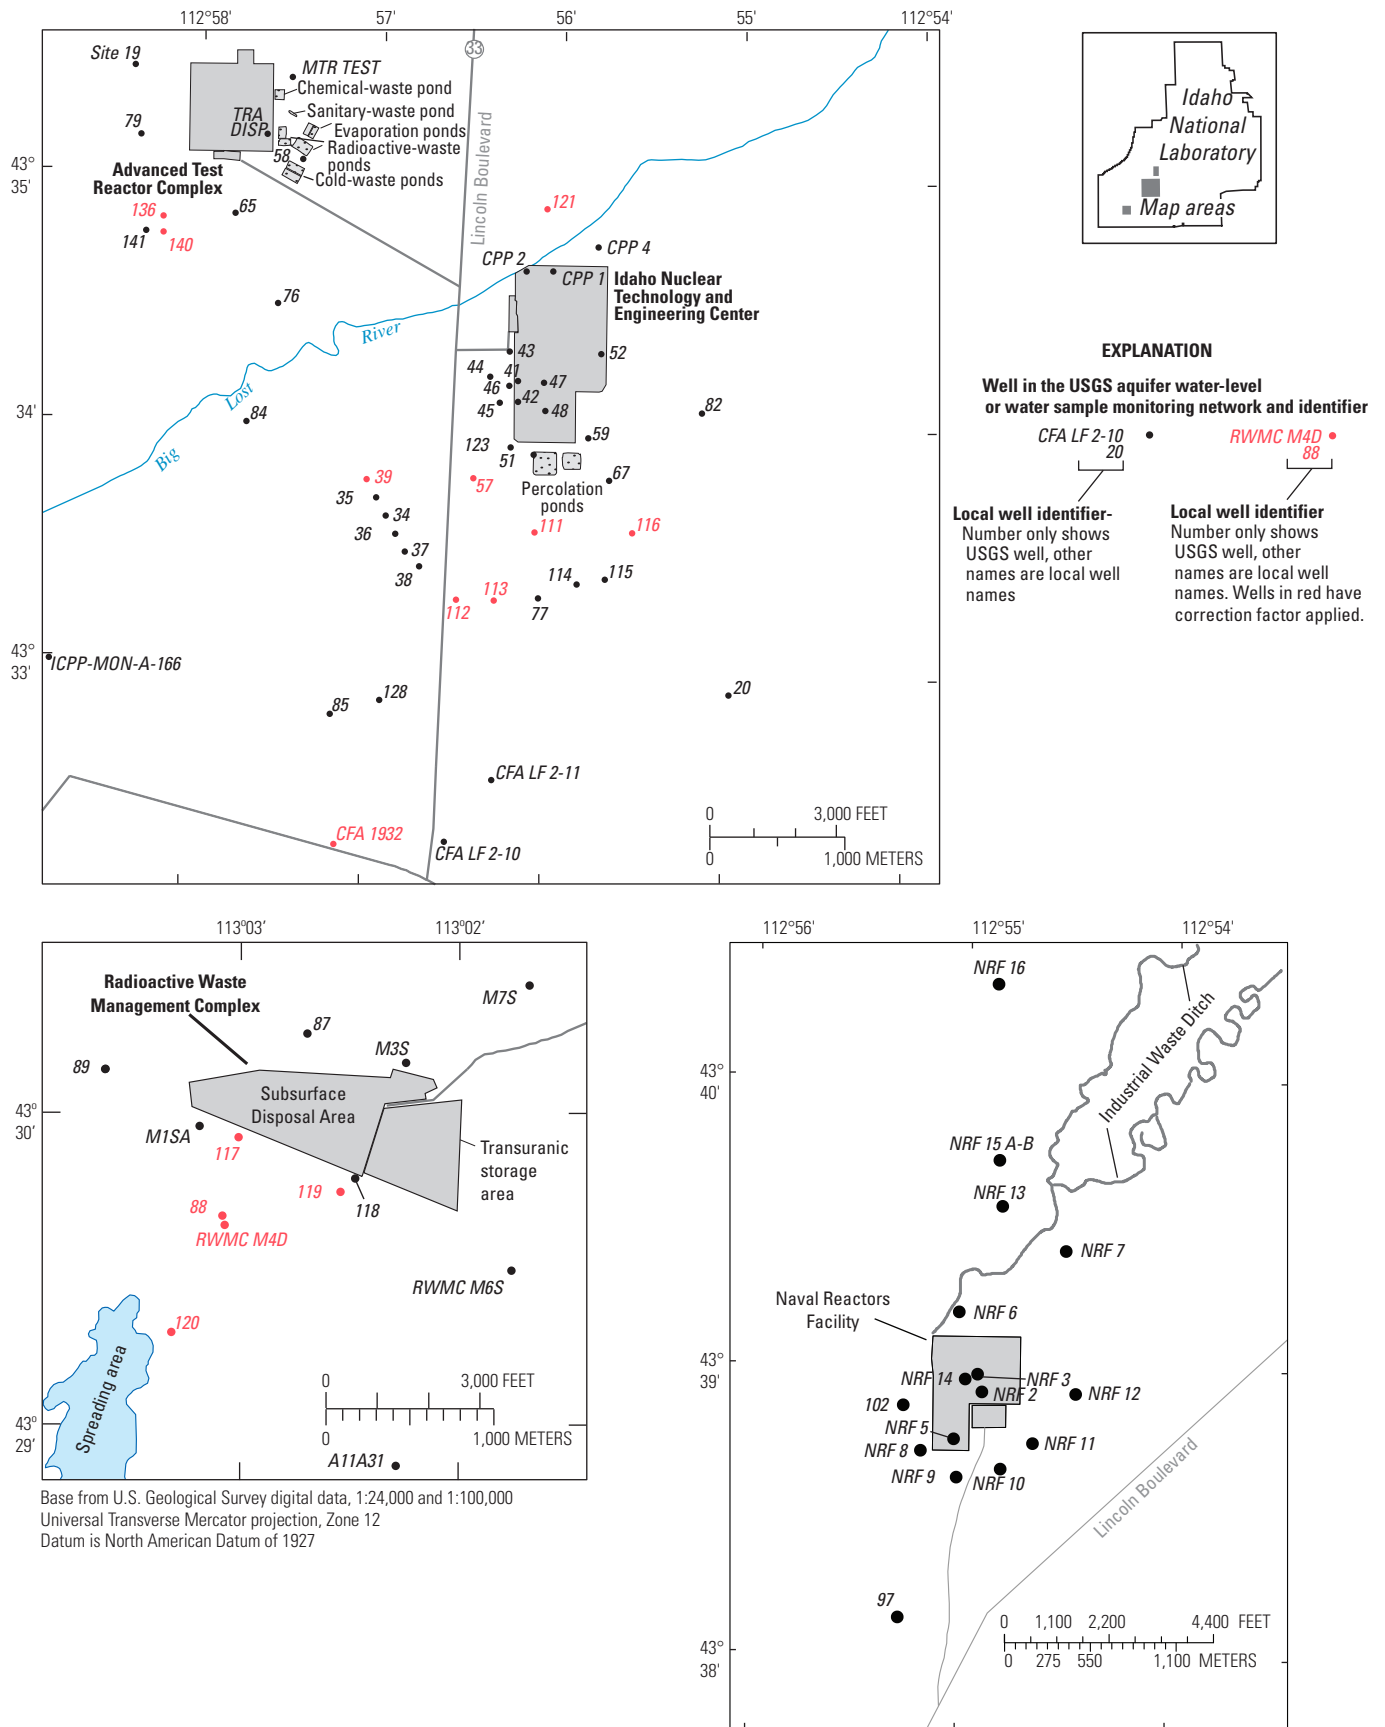 112°58'
57'
56'
55'
112°54'
Site 19
33
MTR TEST
Chemical-waste pond
Sanitary-waste pond
TRA
DISP
79
Evaporation ponds
Radioactive-waste
ponds
58
Cold-waste ponds
43°
35'
Advanced Test
Reactor Complex
Lincoln Boulevard
136
65
141
140
121
CPP 4
CPP 2
CPP 1
Idaho Nuclear
Technology and
Engineering Center
76
River
43
52
44
41
47
46
42
45
48
34'
Lost
84
82
Big
123
59
51
67
39
57
Percolation
ponds
35
34
111
116
36
37
38
114
115
113
112
77
43°
33'
ICPP-MON-A-166
85
128
20
CFA LF 2-11
0
3,000 FEET
0
1,000 METERS
CFA 1932
CFA LF 2-10
Idaho
National
Laboratory
Map areas
EXPLANATION
Well in the USGS aquifer water-level
or water sample monitoring network and identifier
CFA LF 2-10
20
RWMC M4D
88
Local well identifier-
Number only shows
USGS well, other
names are local well
names
Local well identifier
Number only shows
USGS well, other
names are local well
names. Wells in red have
correction factor applied.
113°03'
113°02'
Radioactive Waste
Management Complex
M7S
87
M3S
89
Subsurface
Disposal Area
43°
30'
M1SA
117
Transuranic
storage
area
119
118
88
RWMC M4D
RWMC M6S
120
Spreading area
0
3,000 FEET
0
1,000 METERS
43°
29'
A11A31
Base from U.S. Geological Survey digital data, 1:24,000 and 1:100,000
Universal Transverse Mercator projection, Zone 12
Datum is North American Datum of 1927
112°56'
112°55'
112°54'
NRF 16
43°
40'
Industrial Waste Ditch
NRF 15 A-B
NRF 13
NRF 7
Naval Reactors
Facility
NRF 6
43°
39'
NRF 14
NRF 3
NRF 2
NRF 12
102
NRF 5
NRF 8
NRF 11
NRF 9
NRF 10
Lincoln Boulevard
97
43°
38'
0
1,100
2,200
4,400 FEET
0
275
550
1,100 METERS